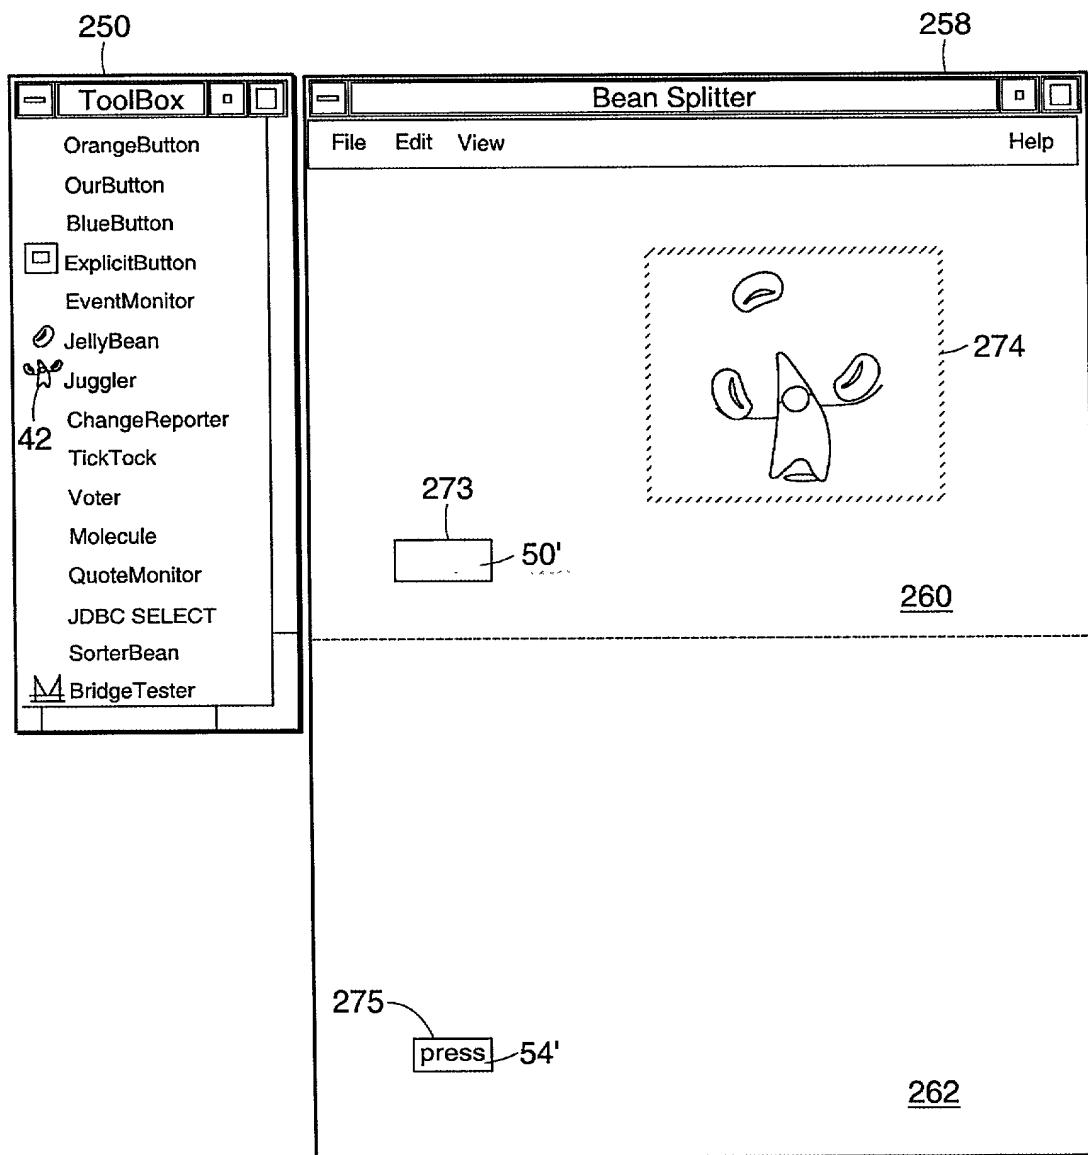 250
258
ToolBox
Bean Splitter
File Edit View Help
OrangeButton
OurButton
BlueButton
ExplicitButton
EventMonitor
JellyBean
Juggler
42
ChangeReporter
TickTock
Voter
Molecule
QuoteMonitor
JDBC SELECT
SorterBean
BridgeTester
274
273
50'
260
275
press
54'
262